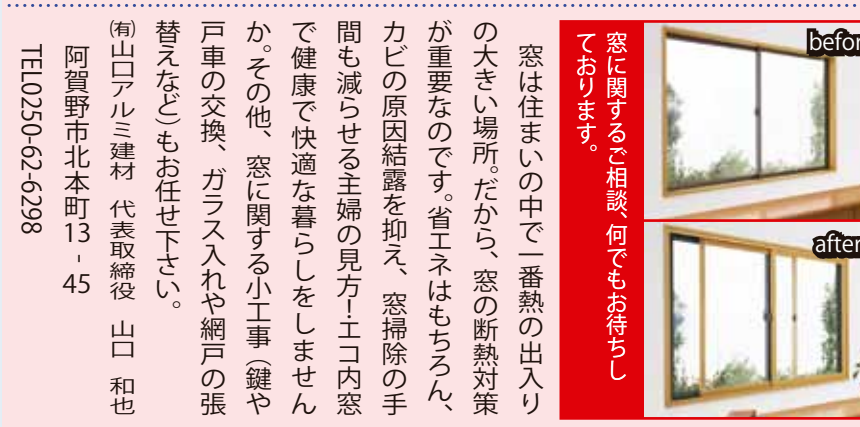 before
after
窓に関するご相談、何でもお待ちし
ております。
窓は住まいの中で一番熱の出入り
の大きい場所。だから、窓の断熱対策
が重要なのです。省エネはもちろん、
カビの原因結露を抑え、窓掃除の手
間も減らせる主婦の見方！エコ内窓
で健康で快適な暮らしをしません
か。その他、窓に関する小工事（鍵や
戸車の交換、ガラス入れや網戸の張
替えなど）もお任せ下さい。
㈲山口アルミ建材　代表取締役　山口　和也
阿賀野市北本町13-45
TEL0250-62-6298